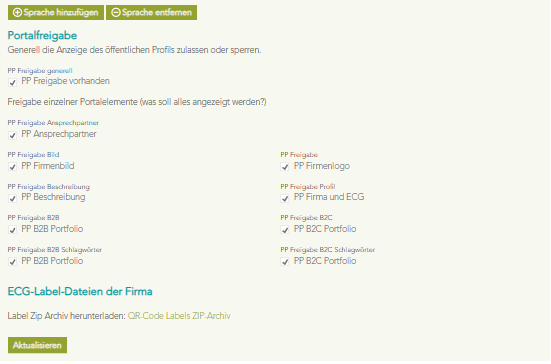 Sprache hinzufügen Sprache entfernen
Portalfreigabe
Generell die Anzeige des öffentlichen Profils zulassen oder sperren.
PP Freigabe generell
PP Freigabe vorhanden
Freigabe einzelner Portalelemente (was soll alles angezeigt werden?)
PP Freigabe Ansprechpartner
PP Ansprechpartner
PP Freigabe Bild PP Freigabe
PP Firmenbild PP Firmenlogo
PP Freigabe Beschreibung PP Freigabe Profil
PP Beschreibung PP Firma und ECG
PP Freigabe B2B PP Freigabe B2C
PP B2B Portfolio PP B2C Portfolio
PP Freigabe B2B Schlagwörter PP Freigabe B2C Schlagwörter
PP B2B Portfolio PP B2C Portfolio
ECG-Label-Dateien der Firma
Label Zip Archiv herunterladen: QR-Code Labels ZIP-Archiv
Aktualisieren